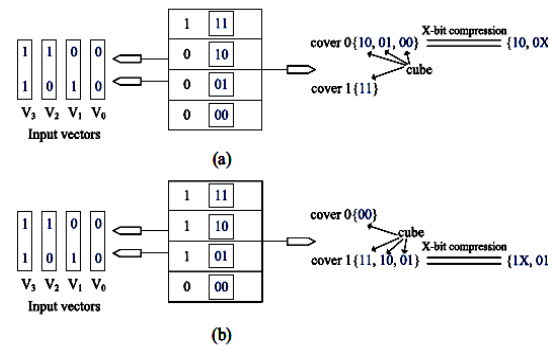 1 11
0 10
0 01
0 00
1 1 0 0
1 0 1 0
V3 V2 V1 V0
Input vectors
cover 0{10, 01, 00}
X-bit compression
{10, 0X
cube
cover 1{11}
(a)
1 11
1 10
1 01
0 00
1 1 0 0
1 0 1 0
V3 V2 V1 V0
Input vectors
cover 0{00}
cube
cover 1{11, 10, 01}
X-bit compression
{1X, 01
(b)